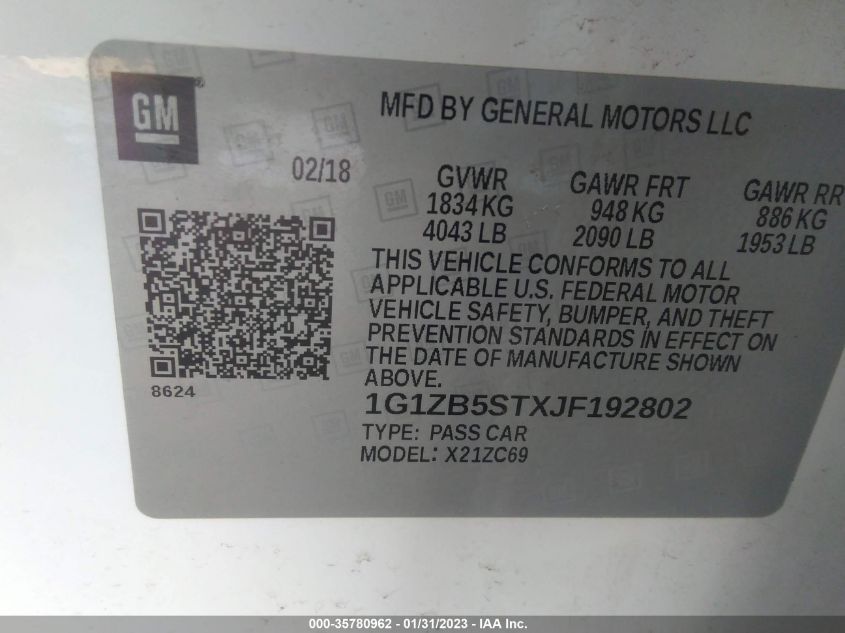 GM®
MFD BY GENERAL MOTORS LLC
02/18
GVWR GAWR FRT GAWR RR
1834 KG 948 KG 886 KG
4043 LB 2090 LB 1953 LB
THIS VEHICLE CONFORMS TO ALL
APPLICABLE U.S. FEDERAL MOTOR
VEHICLE SAFETY, BUMPER, AND THEFT
PREVENTION STANDARDS IN EFFECT ON
THE DATE OF MANUFACTURE SHOWN
ABOVE.
8624
1G1ZB5STXJF192802
TYPE: PASS CAR
MODEL: X21ZC69
000-35780962 - 01/31/2023 - IAA Inc.